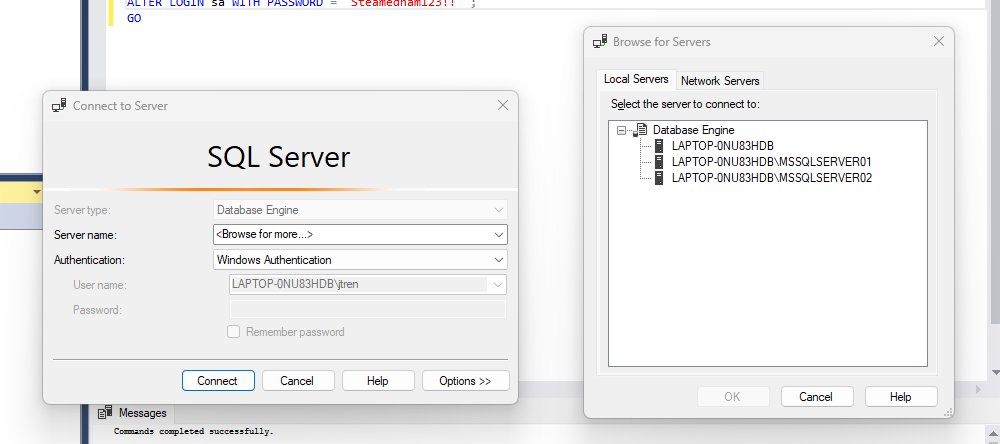 ALTER LOGIN sa WITH PASSWORD = 'Steamedham123!!' ;
GO
Browse for Servers
Local Servers
Network Servers
Select the server to connect to:
Database Engine
LAPTOP-0NU83HDB
LAPTOP-0NU83HDB\MSSQLSERVER01
LAPTOP-0NU83HDB\MSSQLSERVER02
OK
Cancel
Help
Connect to Server
SQL Server
Server type:
Database Engine
Server name:
<Browse for more...>
Authentication:
Windows Authentication
User name:
LAPTOP-0NU83HDB\jtren
Password:
Remember password
Connect
Cancel
Help
Options >>
Messages
Commands completed successfully.